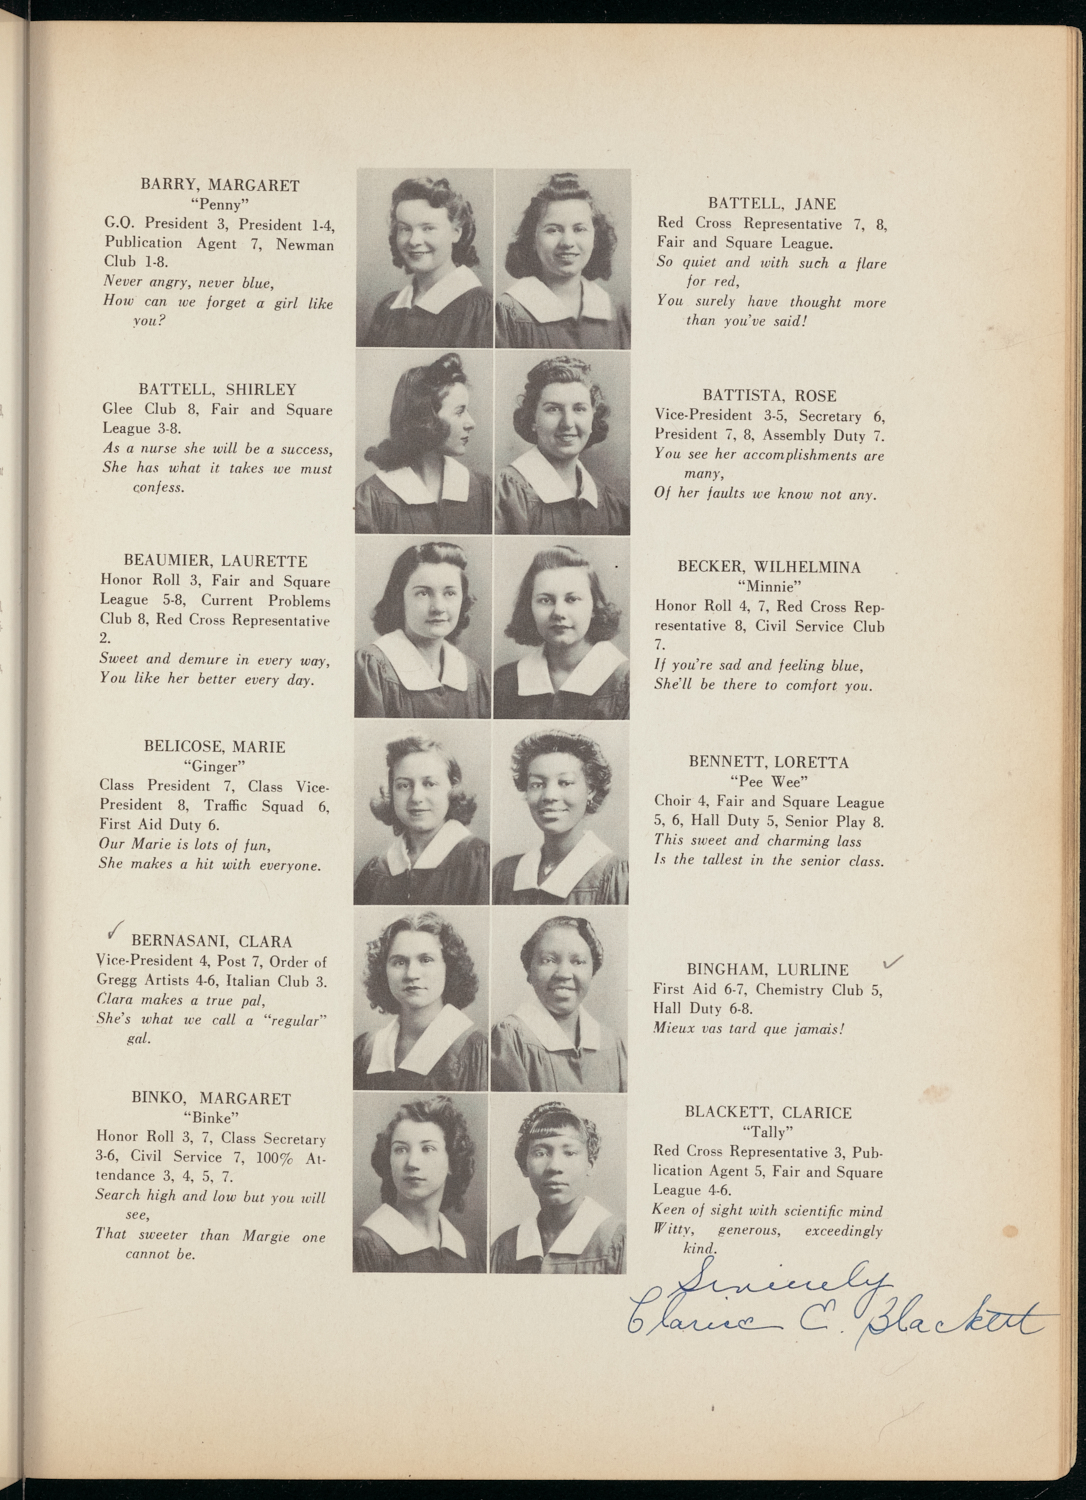 BARRY, MARGARET
“Penny”
G.O. President 3, President 1-4,
Publication Agent 7, Newman
Club 1-8.
Never angry, never blue,
How can we forget a girl like
you?
BATTELL, JANE
Red Cross Representative 7, 8,
Fair and Square League.
So quiet and with such a flare
for red,
You surely have thought more
than you've said!
BATTELL, SHIRLEY
Glee Club 8, Fair and Square
League 3-8.
As a nurse she will be a success,
She has what it takes we must
confess.
BATTISTA, ROSE
Vice-President 3-5, Secretary 6,
President 7, 8, Assembly Duty 7.
You see her accomplishments are
many,
Of her faults we know not any.
BEAUMIER, LAURETTE
Honor Roll 3, Fair and Square
League 5-8, Current Problems
Club 8, Red Cross Representative
2.
Sweet and demure in every way,
You like her better every day.
BECKER, WILHELMINA
“Minnie”
Honor Roll 4, 7, Red Cross Rep-
resentative 8, Civil Service Club
7.
If you're sad and feeling blue,
She'll be there to comfort you.
BELICOSE, MARIE
“Ginger”
Class President 7, Class Vice-
President 8, Traffic Squad 6,
First Aid Duty 6.
Our Marie is lots of fun,
She makes a hit with everyone.
BENNETT, LORETTA
“Pee Wee”
Choir 4, Fair and Square League
5, 6, Hall Duty 5, Senior Play 8.
This sweet and charming lass
Is the tallest in the senior class.
BERNASANI, CLARA
Vice-President 4, Post 7, Order of
Gregg Artists 4-6, Italian Club 3.
Clara makes a true pal,
She's what we call a “regular”
gal.
BINGHAM, LURLINE
First Aid 6-7, Chemistry Club 5,
Hall Duty 6-8.
Mieux vas tard que jamais!
BINKO, MARGARET
“Binke”
Honor Roll 3, 7, Class Secretary
3-6, Civil Service 7, 100% At-
tendance 3, 4, 5, 7.
Search high and low but you will
see,
That sweeter than Margie one
cannot be.
BLACKETT, CLARICE
“Tally”
Red Cross Representative 3, Pub-
lication Agent 5, Fair and Square
League 4-6.
Keen of sight with scientific mind
Witty, generous, exceedingly
kind.
Sincerely
Clarice E. Blackett